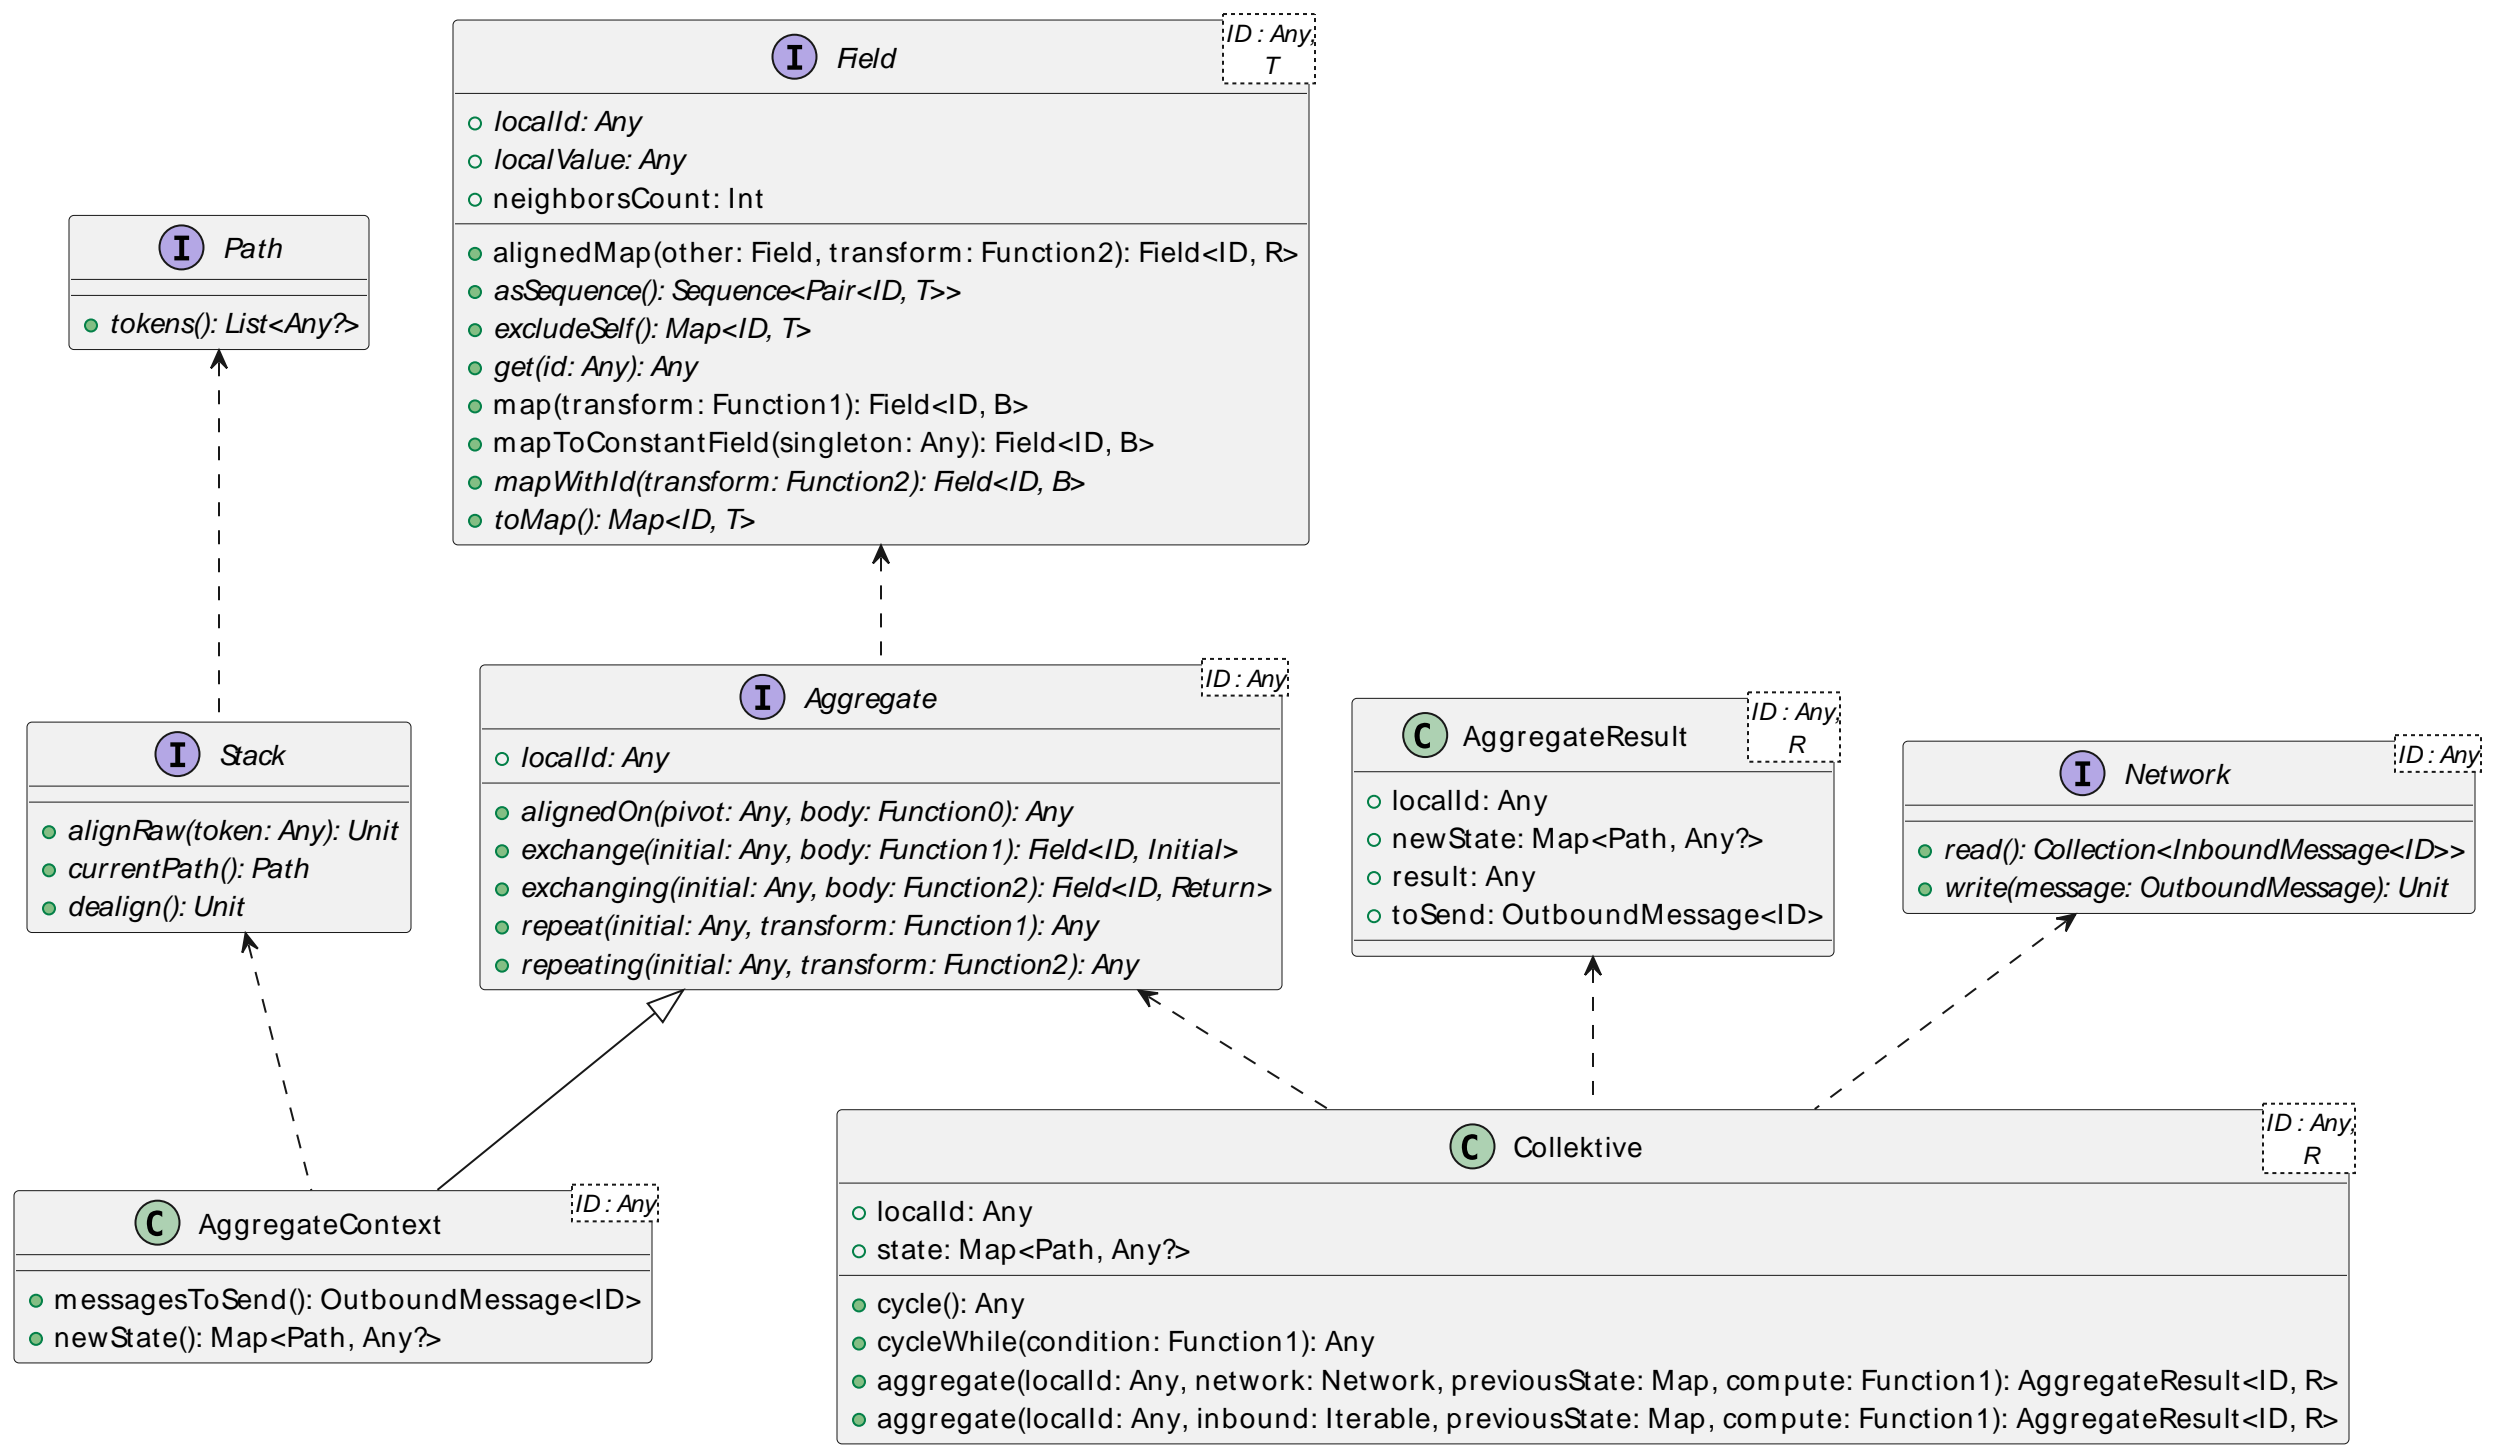 I Field
ID : Any,
T
localId: Any
localValue: Any
neighborsCount: Int
alignedMap(other: Field, transform: Function2): Field<ID, R>
asSequence(): Sequence<Pair<ID, T>>
excludeSelf(): Map<ID, T>
get(id: Any): Any
map(transform: Function1): Field<ID, B>
mapToConstantField(singleton: Any): Field<ID, B>
mapWithId(transform: Function2): Field<ID, B>
toMap(): Map<ID, T>
I Path
tokens(): List<Any?>
I Stack
alignRaw(token: Any): Unit
currentPath(): Path
dealign(): Unit
I Aggregate
ID : Any
localId: Any
alignedOn(pivot: Any, body: Function0): Any
exchange(initial: Any, body: Function1): Field<ID, Initial>
exchanging(initial: Any, body: Function2): Field<ID, Return>
repeat(initial: Any, transform: Function1): Any
repeating(initial: Any, transform: Function2): Any
C AggregateResult
ID : Any,
R
localId: Any
newState: Map<Path, Any?>
result: Any
toSend: OutboundMessage<ID>
I Network
ID : Any
read(): Collection<InboundMessage<ID>>
write(message: OutboundMessage): Unit
C AggregateContext
ID : Any
messagesToSend(): OutboundMessage<ID>
newState(): Map<Path, Any?>
C Collektive
ID : Any,
R
localId: Any
state: Map<Path, Any?>
cycle(): Any
cycleWhile(condition: Function1): Any
aggregate(localId: Any, network: Network, previousState: Map, compute: Function1): AggregateResult<ID, R>
aggregate(localId: Any, inbound: Iterable, previousState: Map, compute: Function1): AggregateResult<ID, R>